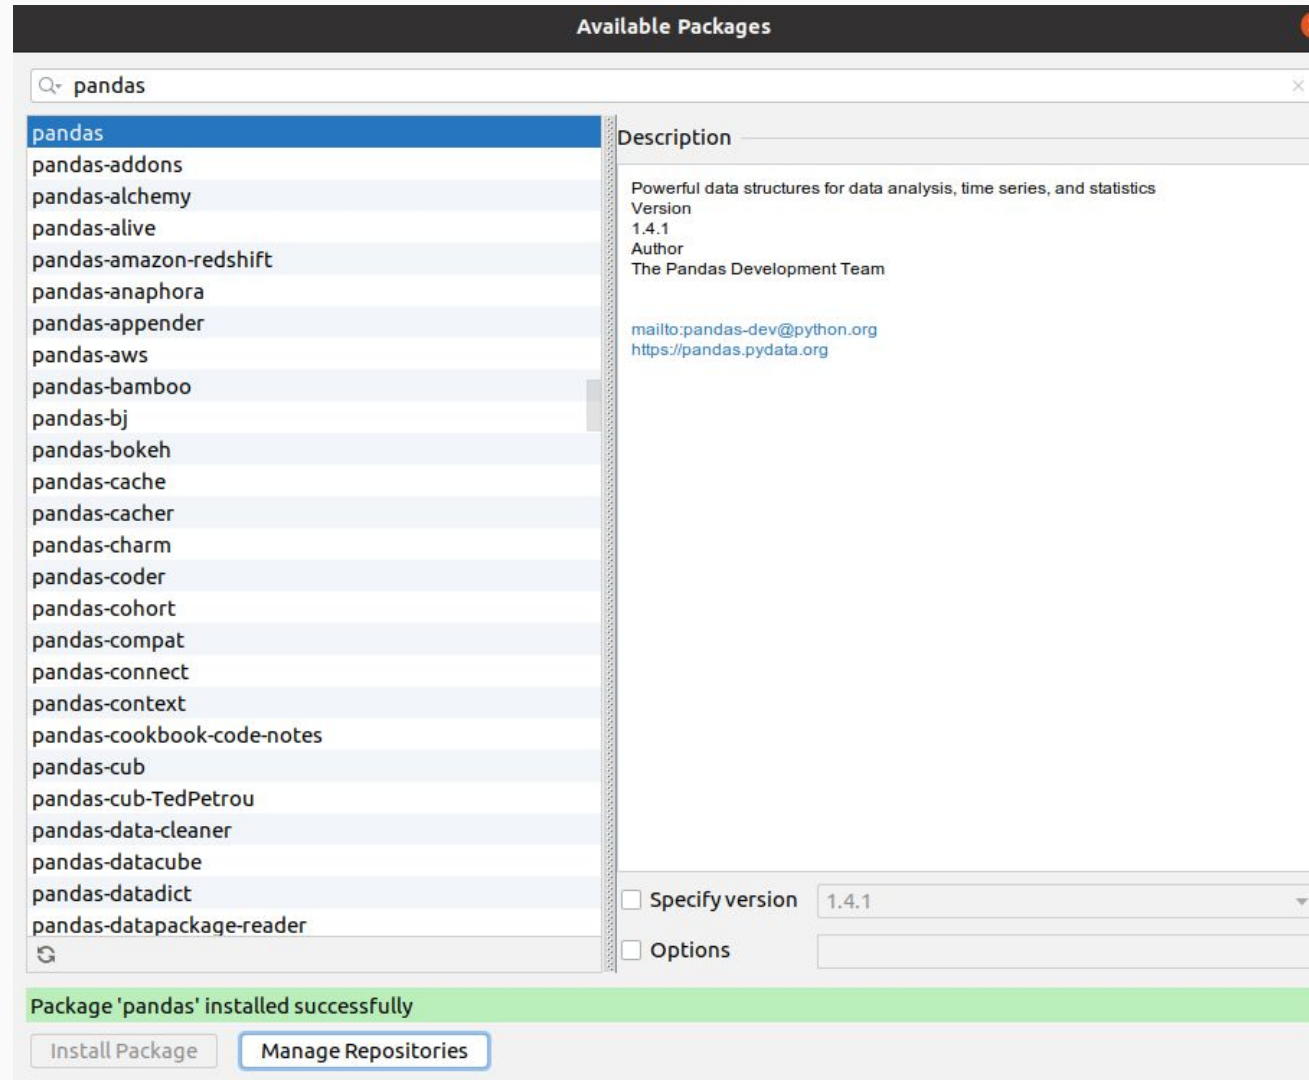 Available Packages
pandas
pandas
pandas-addons
pandas-alchemy
pandas-alive
pandas-amazon-redshift
pandas-anaphora
pandas-appender
pandas-aws
pandas-bamboo
pandas-bj
pandas-bokeh
pandas-cache
pandas-cacher
pandas-charm
pandas-coder
pandas-cohort
pandas-compat
pandas-connect
pandas-context
pandas-cookbook-code-notes
pandas-cub
pandas-cub-TedPetrou
pandas-data-cleaner
pandas-datacube
pandas-datadict
pandas-datapackage-reader
Description
Powerful data structures for data analysis, time series, and statistics
Version
1.4.1
Author
The Pandas Development Team
mailto:pandas-dev@python.org
https://pandas.pydata.org
Specify version 1.4.1
Options
Package 'pandas' installed successfully
Install Package Manage Repositories